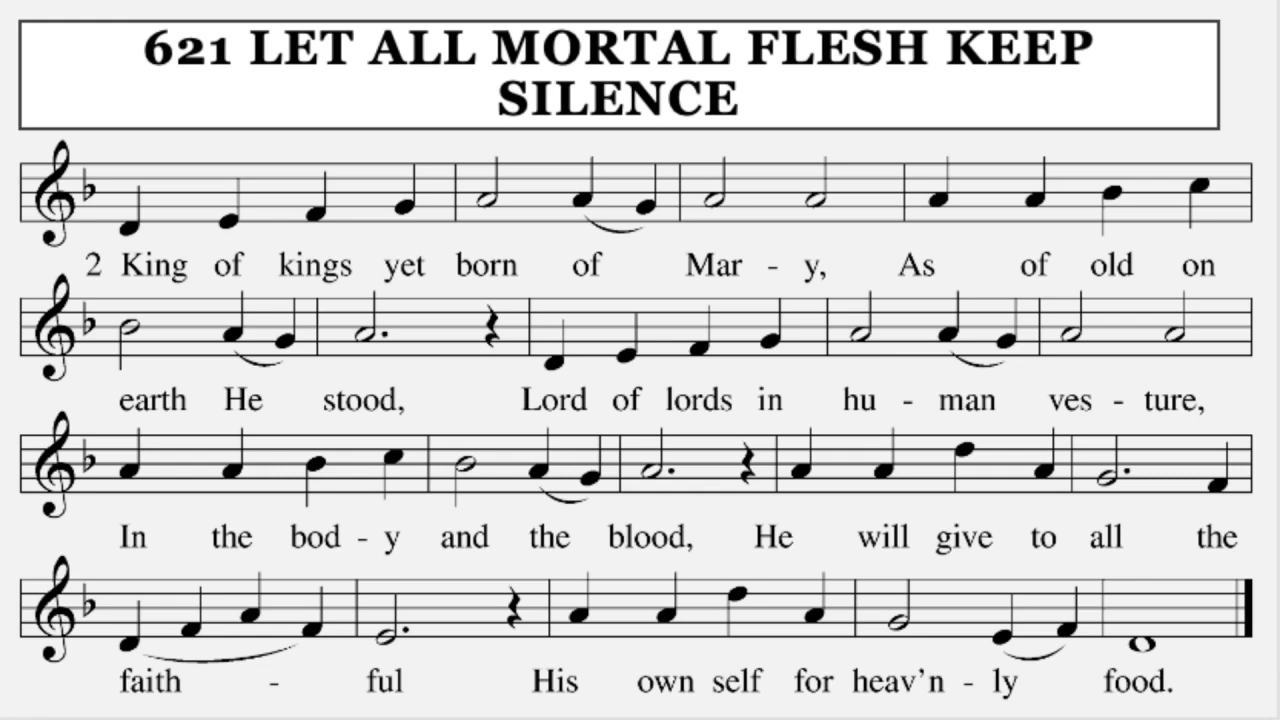 621 LET ALL MORTAL FLESH KEEP
SILENCE
2 King of kings yet born of Mar - y, As of old on
earth He stood, Lord of lords in hu - man ves - ture,
In the bod - y and the blood, He will give to all the
faith - ful His own self for heav'n - ly food.